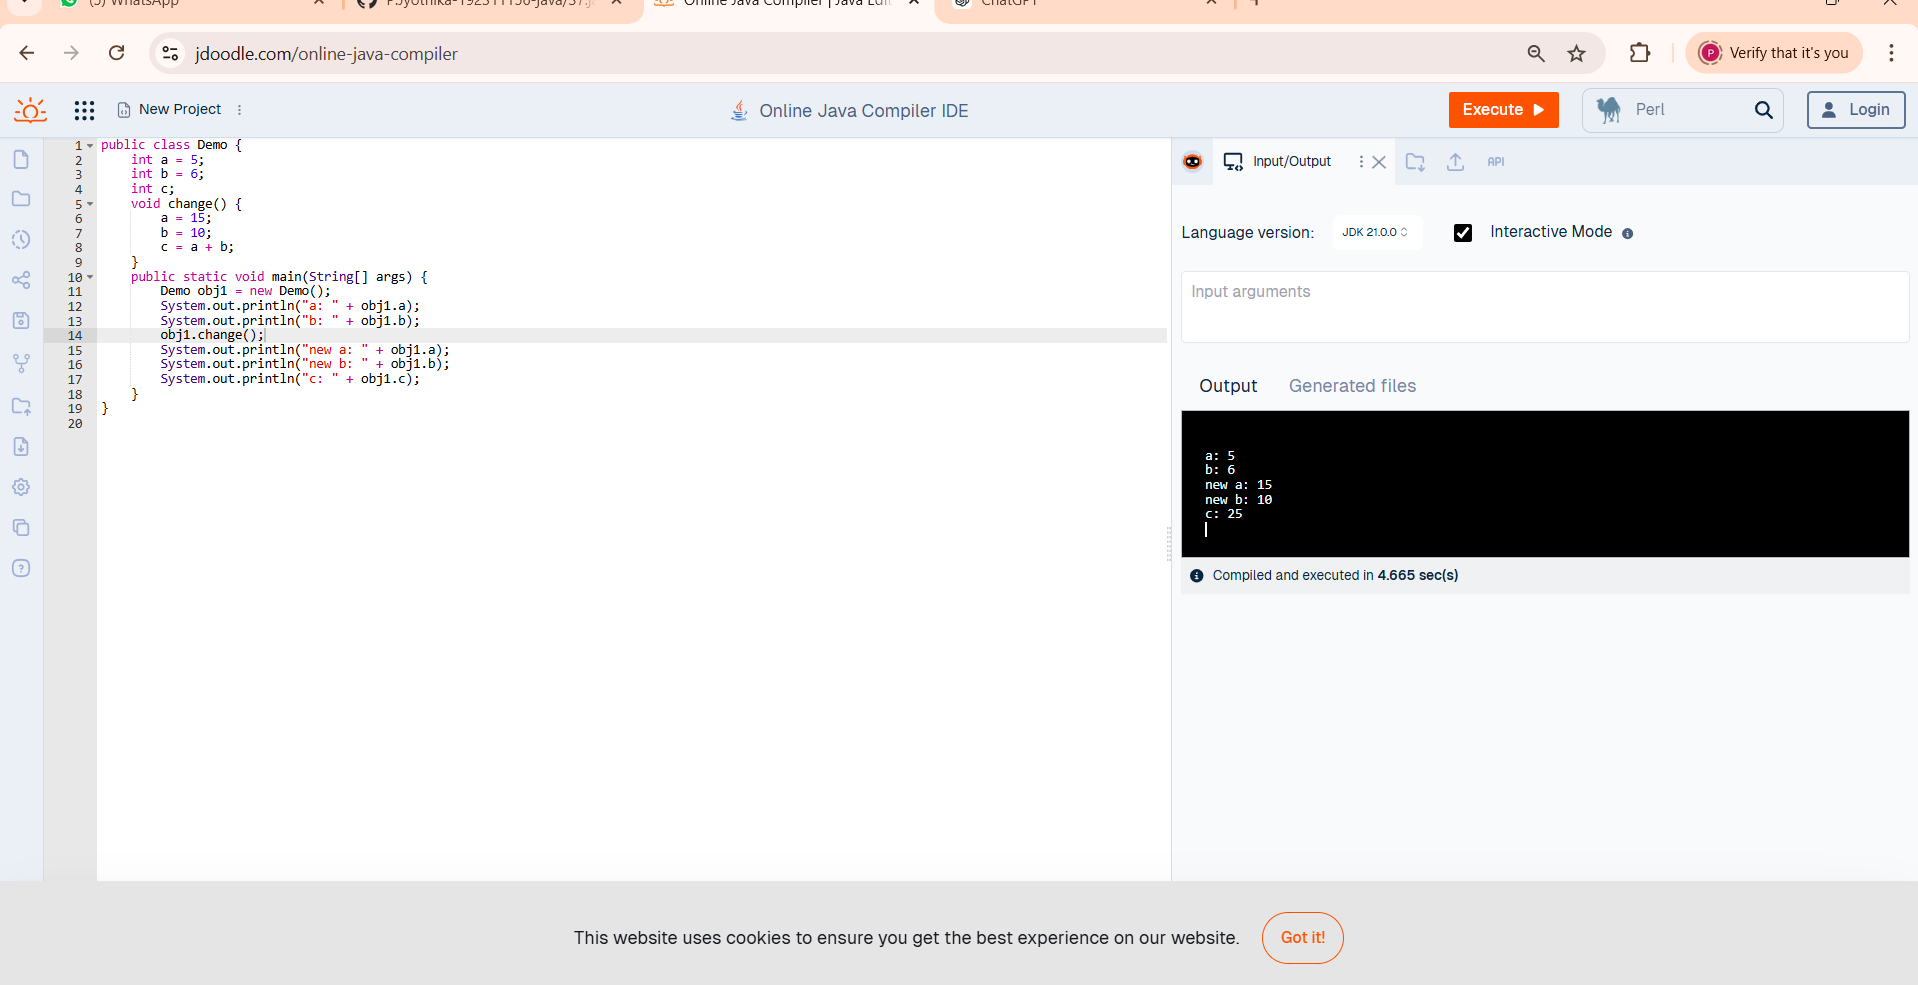 (5) WhatsApp
Online Java Compiler | Java Edit
ChatGPT
jdoodle.com/online-java-compiler
P
Verify that it's you
New Project
Online Java Compiler IDE
Execute
Perl
Login
1 public class Demo {
2 int a = 5;
3 int b = 6;
4 int c;
5 void change() {
6 a = 15;
7 b = 10;
8 c = a + b;
9 }
10 public static void main(String[] args) {
11 Demo obj1 = new Demo();
12 System.out.println("a: " + obj1.a);
13 System.out.println("b: " + obj1.b);
14 obj1.change();
15 System.out.println("new a: " + obj1.a);
16 System.out.println("new b: " + obj1.b);
17 System.out.println("c: " + obj1.c);
18 }
19 }
20
Input/Output
API
Language version:
JDK 21.0.0
Interactive Mode
Input arguments
Output
Generated files
a: 5
b: 6
new a: 15
new b: 10
c: 25
Compiled and executed in 4.665 sec(s)
This website uses cookies to ensure you get the best experience on our website.
Got it!